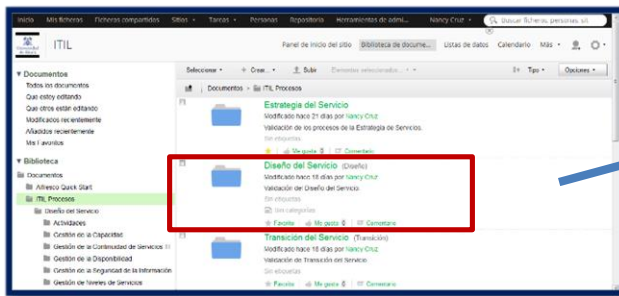 Inicio Mis ficheros Ficheros compartidos Sitios Tareas Personas Repositorio Herramientas de admi... Nancy Cruz Buscar ficheros, personas, sit
ITIL Panel de inicio del sitio Biblioteca de docume... Listas de datos Calendario Más
Documentos
Todos los documentos
Que estoy editando
Que otros están editando
Modificados recientemente
Añadidos recientemente
Mis Favoritos
Biblioteca
Documentos
Alfresco Quick Start
ITIL Procesos
Diseño del Servicio
Actividades
Gestión de la Capacidad
Gestión de la Continuidad de Servicios
Gestión de la Disponibilidad
Gestión de la Seguridad de la Información
Gestión de Niveles de Servicios
Seleccionar + Crear... Subir Elementos seleccionados... Tipo Opciones
Documentos > ITIL Procesos
Estrategia del Servicio
Modificado hace 21 días por Nancy Cruz
Validación de los procesos de la Estrategia de Servicios.
Sin etiquetas
Me gusta 0 Comentario
Diseño del Servicio (Diseño)
Modificado hace 18 días por Nancy Cruz
Validación del Diseño del Servicio
Sin etiquetas
Sin categorías
Favorito Me gusta 0 Comentario
Transición del Servicio (Transición)
Modificado hace 18 días por Nancy Cruz
Validación de Transición del Servicio
Sin etiquetas
Favorito Me gusta 0 Comentario